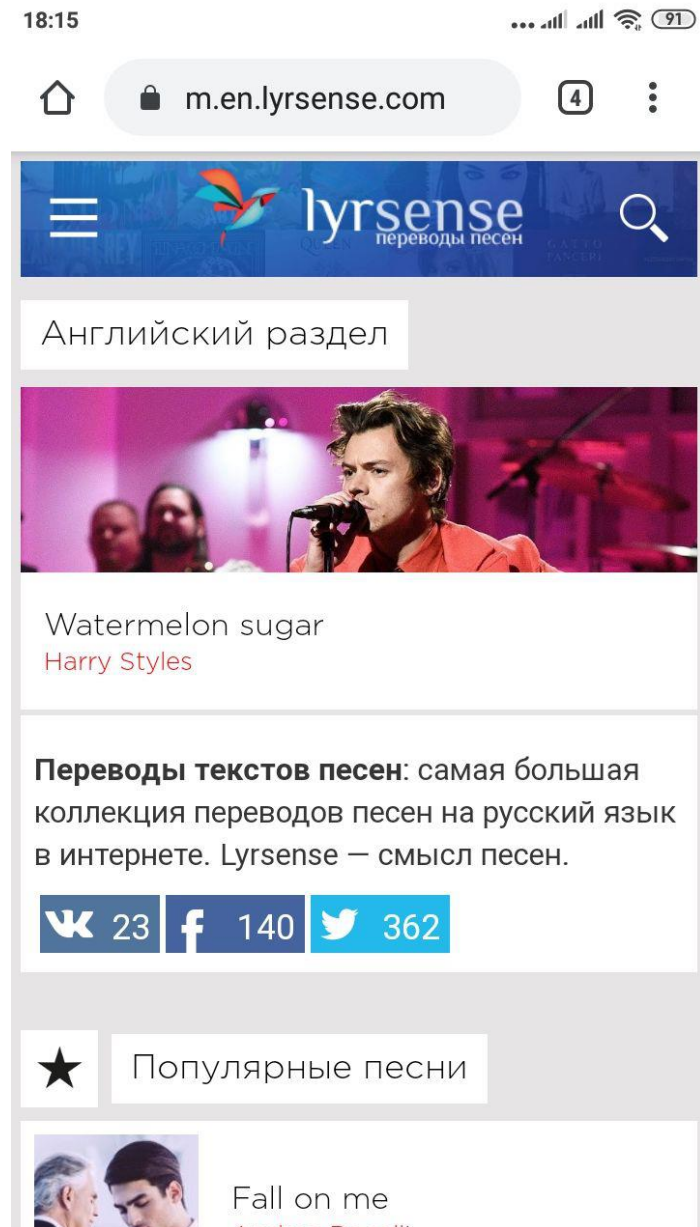 18:15
91
m.en.lyrsense.com
4
lyrsense
переводы песен
Английский раздел
Watermelon sugar
Harry Styles
Переводы текстов песен: самая большая
коллекция переводов песен на русский язык
в интернете. Lyrsense — смысл песен.
23
140
362
Популярные песни
Fall on me